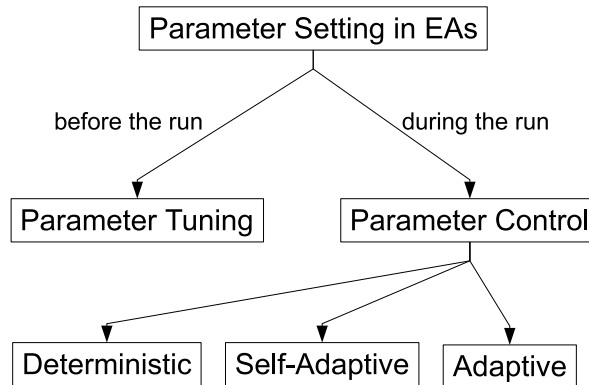 Parameter Setting in EAs
before the run
during the run
Parameter Tuning
Parameter Control
Deterministic
Self-Adaptive
Adaptive